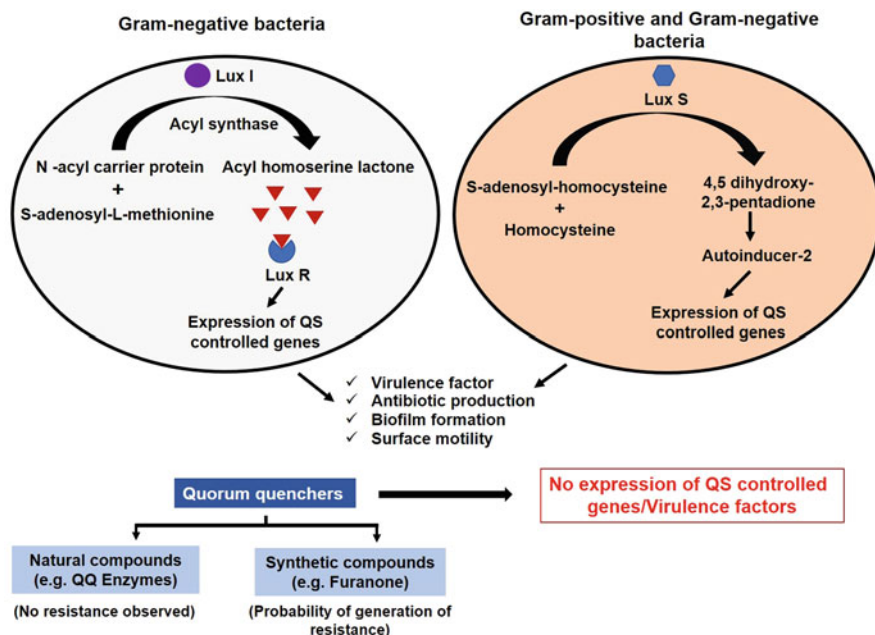 Gram-negative bacteria
Lux I
Acyl synthase
N -acyl carrier protein
+
S-adenosyl-L-methionine
Acyl homoserine lactone
Lux R
Expression of QS
controlled genes
Gram-positive and Gram-negative
bacteria
Lux S
S-adenosyl-homocysteine
+
Homocysteine
4,5 dihydroxy-
2,3-pentadione
Autoinducer-2
Expression of QS
controlled genes
✓ Virulence factor
✓ Antibiotic production
✓ Biofilm formation
✓ Surface motility
Quorum quenchers
No expression of QS controlled
genes/Virulence factors
Natural compounds
(e.g. QQ Enzymes)
(No resistance observed)
Synthetic compounds
(e.g. Furanone)
(Probability of generation of
resistance)